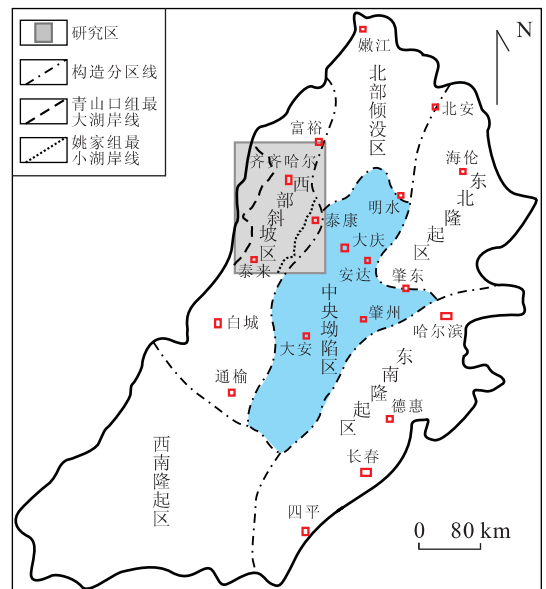 研究区
构造分区线
青山口组最
大湖岸线
姚家组最
小湖岸线
N
嫩江
北部倾没区
北安
富裕
海伦
齐齐哈尔
东北隆起区
西部斜坡区
明水
泰康
大庆
安达
泰来
肇东
中央坳陷区
肇州
白城
哈尔滨
大安
东南隆起区
通榆
德惠
西南隆起区
长春
四平
0 80 km